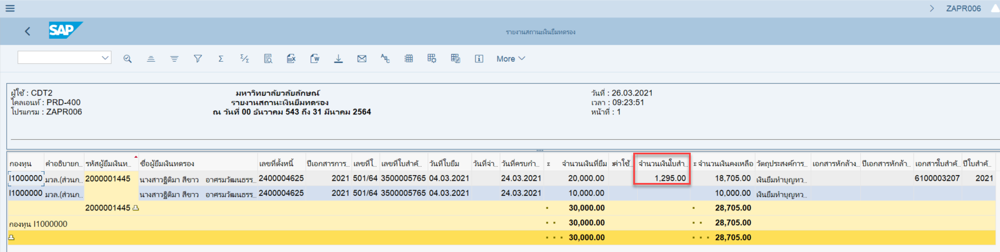 ZAPR006
SAP
รายงานสถานะเงินยืมทดรอง
More
ผู้ใช้ : CDT2 มหาวิทยาลัยวลัยลักษณ์ วันที่ : 26.03.2021
ไคลเอนท์ : PRD-400 รายงานสถานะเงินยืมทดรอง เวลา : 09:23:51
โปรแกรม : ZAPR006 ณ วันที่ 00 ธันวาคม 543 ถึง 31 มีนาคม 2564 หน้าที่ : 1
กองทุน คำอธิบายก... รหัสผู้ยืมเงินท... ชื่อผู้ยืมเงินทดรอง เลขที่ตั้งหนี้ ปีเอกสารการ... เลขที่ใ... เลขที่ใบสำคั... วันที่ใบยืม วันที่จ่า... วันที่ครบกำ... Σ จำนวนเงินที่ยืม Σค่าใช้... จำนวนเงินใบสำ... Σ จำนวนเงินคงเหลือ วัตถุประสงค์การ... เอกสารหักล้าง... ปีเอกสารหักล้า... เอกสารใบสำคั... ปีใบสำคั...
I1000000 มวล.(ส่วนก... 2000001445 นางสาวฐิติมา สีขาว อาศรมวัฒนธรร... 2400004625 2021 501/64 3500005765 04.03.2021 24.03.2021 20,000.00 1,295.00 18,705.00 เงินยืมทำบุญทว... 6100003207 2021
I1000000 มวล.(ส่วนก... นางสาวฐิติมา สีขาว อาศรมวัฒนธรร... 2400004625 2021 501/64 3500005765 04.03.2021 24.03.2021 10,000.00 10,000.00 เงินยืมทำบุญทว...
2000001445 30,000.00 28,705.00
กองทุน I1000000 30,000.00 28,705.00
30,000.00 28,705.00